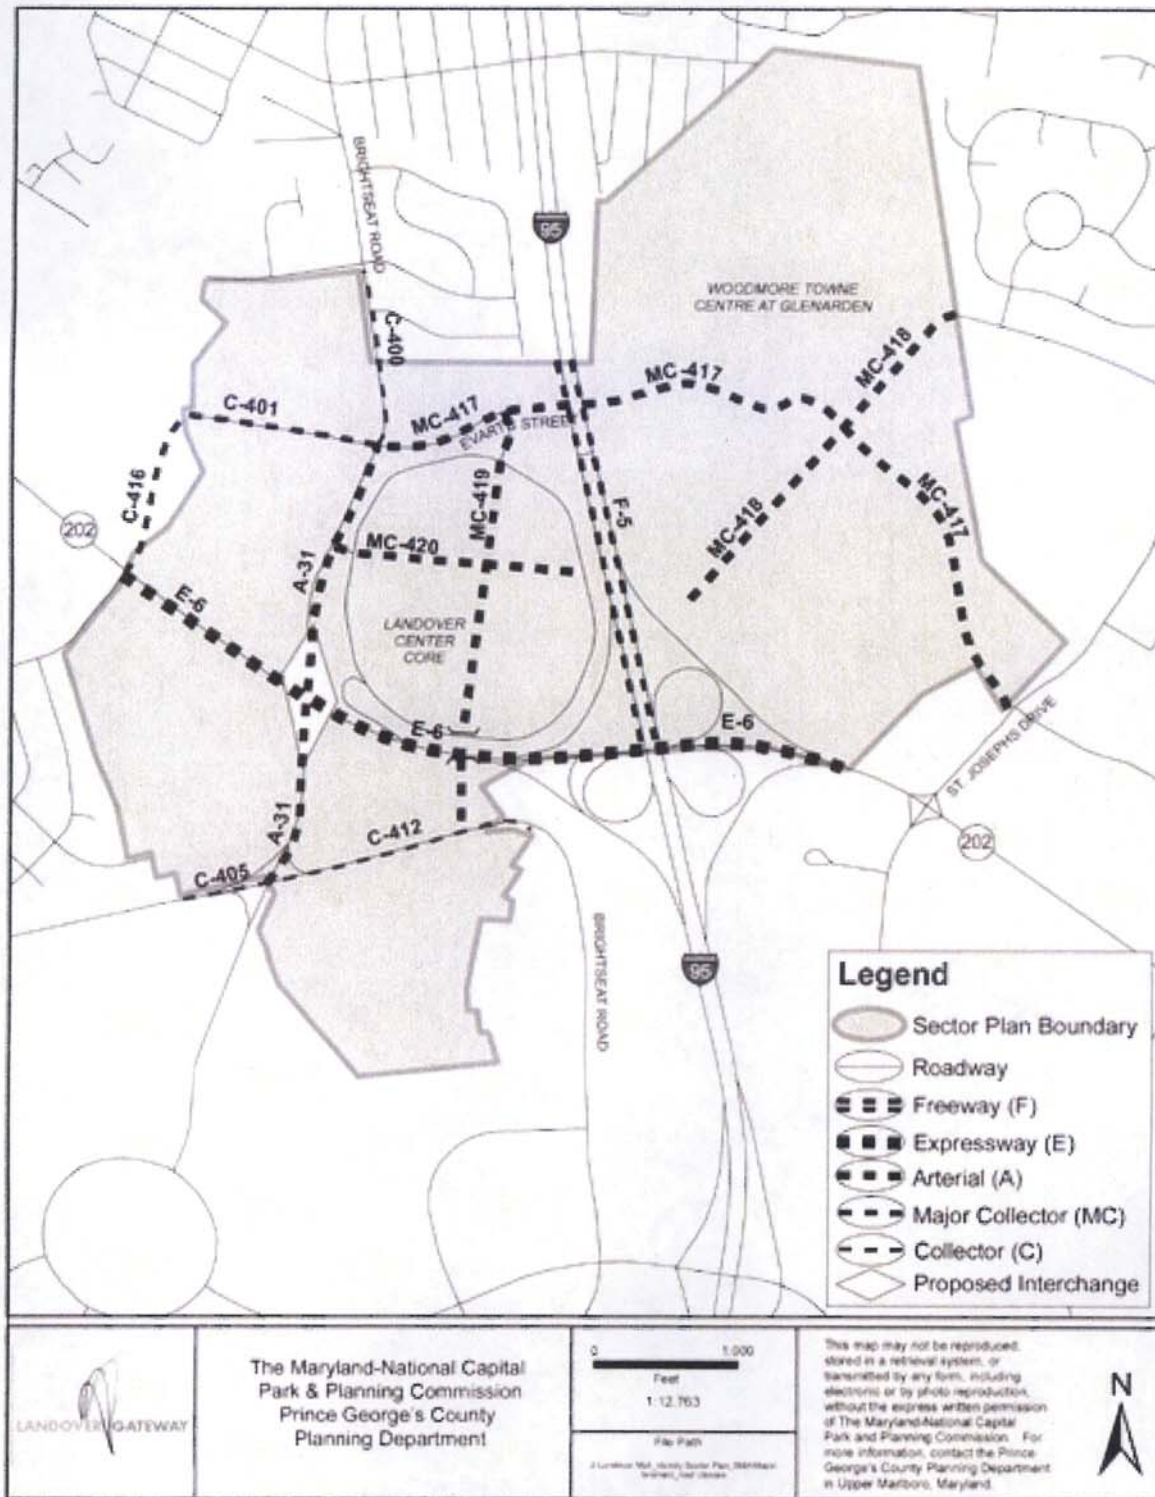 BRIGHTSEAT ROAD
95
WOODMORE TOWNE
CENTRE AT GLENARDEN
C-400
MC-418
MC-417
C-401
MC-417
EVARTS STREET
C-416
MC-419
F-5
MC-418
MC-417
202
MC-420
A-31
E-6
LANDOVER
CENTER
CORE
E-6
E-6
ST JOSEPHS DRIVE
A-31
C-412
202
C-405
BRIGHTSEAT ROAD
95
Legend
Sector Plan Boundary
Roadway
Freeway (F)
Expressway (E)
Arterial (A)
Major Collector (MC)
Collector (C)
Proposed Interchange
LANDOVER GATEWAY
The Maryland-National Capital
Park & Planning Commission
Prince George's County
Planning Department
0 1,000
Feet
1:12,763
File Path
This map may not be reproduced,
stored in a retrieval system, or
transmitted by any form, including
electronic or by photo reproduction,
without the express written permission
of The Maryland-National Capital
Park and Planning Commission. For
more information, contact the Prince
George's County Planning Department
in Upper Marlboro, Maryland.
N